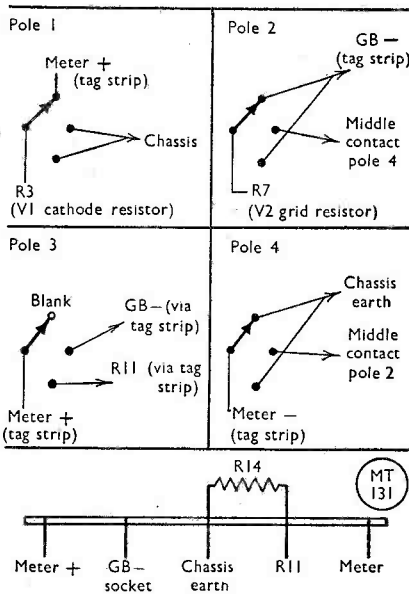 Pole 1
Meter +
(tag strip)
Chassis
R3
(V1 cathode resistor)
Pole 2
GB –
(tag strip)
Middle
contact
pole 4
R7
(V2 grid resistor)
Pole 3
Blank
GB– (via
tag strip)
R11 (via tag
strip)
Meter +
(tag strip)
Pole 4
Chassis
earth
Middle
contact
pole 2
Meter –
(tag strip)
R14
MT
131
Meter +
GB–
socket
Chassis
earth
R11
Meter